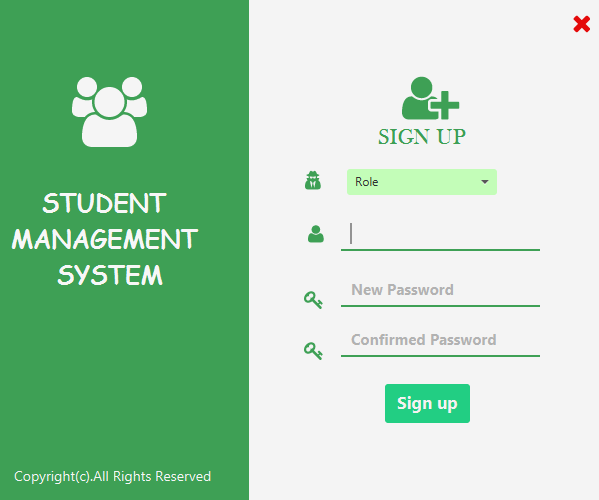 STUDENT
MANAGEMENT
SYSTEM
Copyright(c).All Rights Reserved
SIGN UP
Role
New Password
Confirmed Password
Sign up